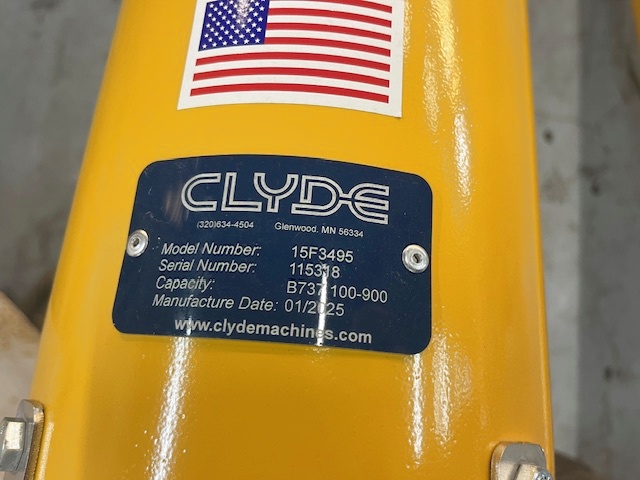 CLYDE
(320)634-4504 Glenwood, MN 56334
Model Number: 15F3495
Serial Number: 115318
Capacity: B737 100-900
Manufacture Date: 01/2025
www.clydemachines.com